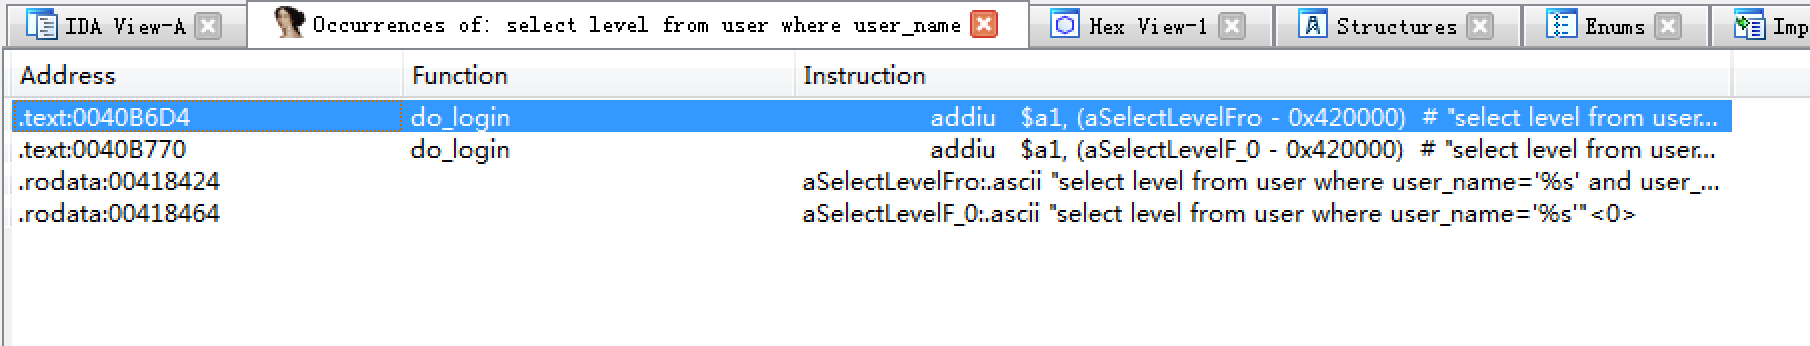 IDA View-A Occurrences of: select level from user where user_name Hex View-1 Structures Enums Imp
Address Function Instruction
.text:0040B6D4 do_login addiu $a1, (aSelectLevelFro - 0x420000) # "select level from user...
.text:0040B770 do_login addiu $a1, (aSelectLevelF_0 - 0x420000) # "select level from user...
.rodata:00418424 aSelectLevelFro:.ascii "select level from user where user_name='%s' and user_...
.rodata:00418464 aSelectLevelF_0:.ascii "select level from user where user_name='%s'"<0>